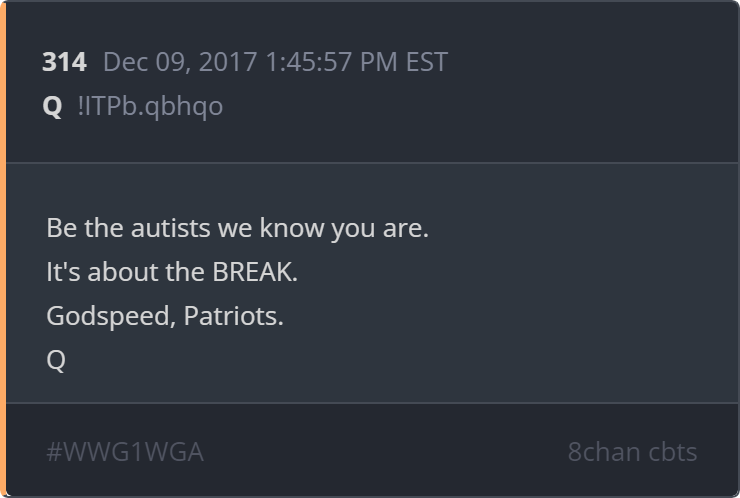 314 Dec 09, 2017 1:45:57 PM EST
Q !ITPb.qbhqo
Be the autists we know you are.
It's about the BREAK.
Godspeed, Patriots.
Q
#WWG1WGA 8chan cbts